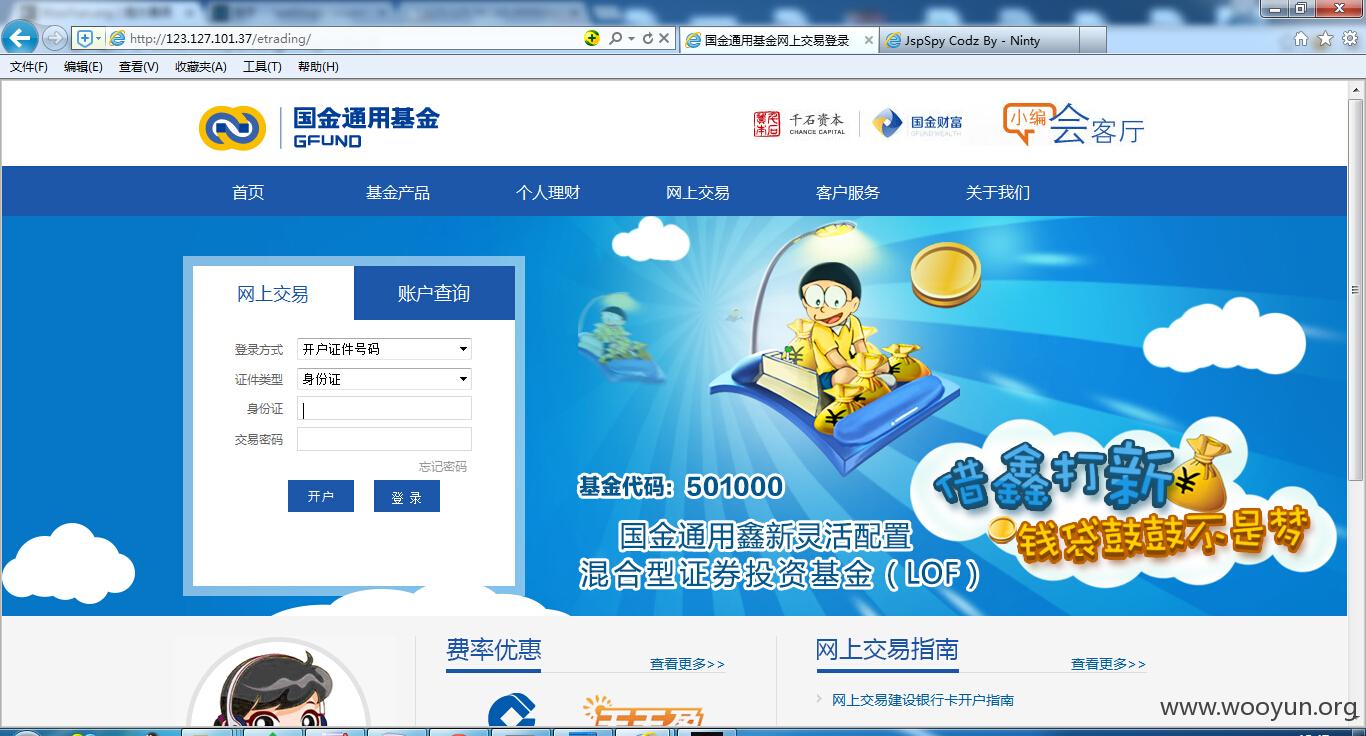 http://123.127.101.37/etrading/
国金通用基金网上交易登录
JspSpy Codz By - Ninty
文件(F) 编辑(E) 查看(V) 收藏夹(A) 工具(T) 帮助(H)
国金通用基金
GFUND
千石资本
CHANCE CAPITAL
国金财富
GFUND WEALTH
小编会客厅
首页 基金产品 个人理财 网上交易 客户服务 关于我们
网上交易 账户查询
登录方式 开户证件号码
证件类型 身份证
身份证
交易密码
忘记密码
开户 登录
基金代码：501000
国金通用鑫新灵活配置
混合型证券投资基金（LOF）
借鑫打新
钱袋鼓鼓不是梦
费率优惠
查看更多>>
网上交易指南
查看更多>>
网上交易建设银行卡开户指南
www.wooyun.org